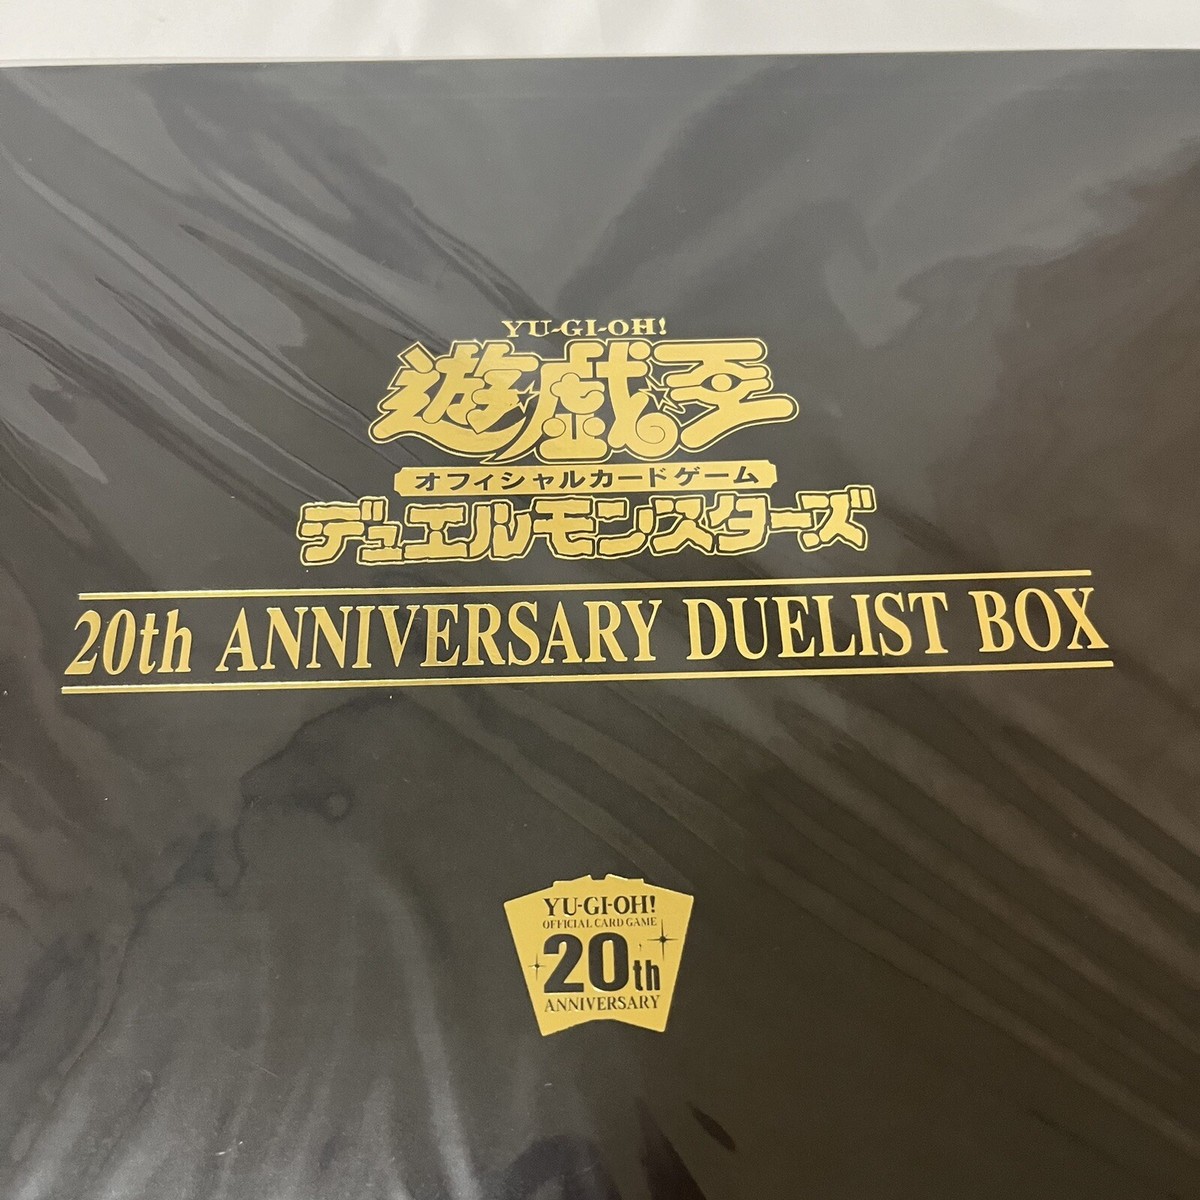 YU-GI-OH!
遊☆戯☆王
オフィシャルカードゲーム
デュエルモンスターズ
20th ANNIVERSARY DUELIST BOX
YU-GI-OH!
OFFICIAL CARD GAME
20th
ANNIVERSARY